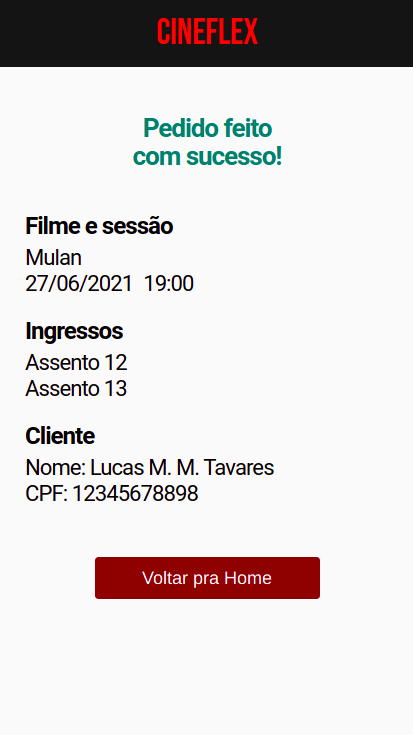 CINEFLEX
Pedido feito
com sucesso!
Filme e sessão
Mulan
27/06/2021 19:00
Ingressos
Assento 12
Assento 13
Cliente
Nome: Lucas M. M. Tavares
CPF: 12345678898
Voltar pra Home